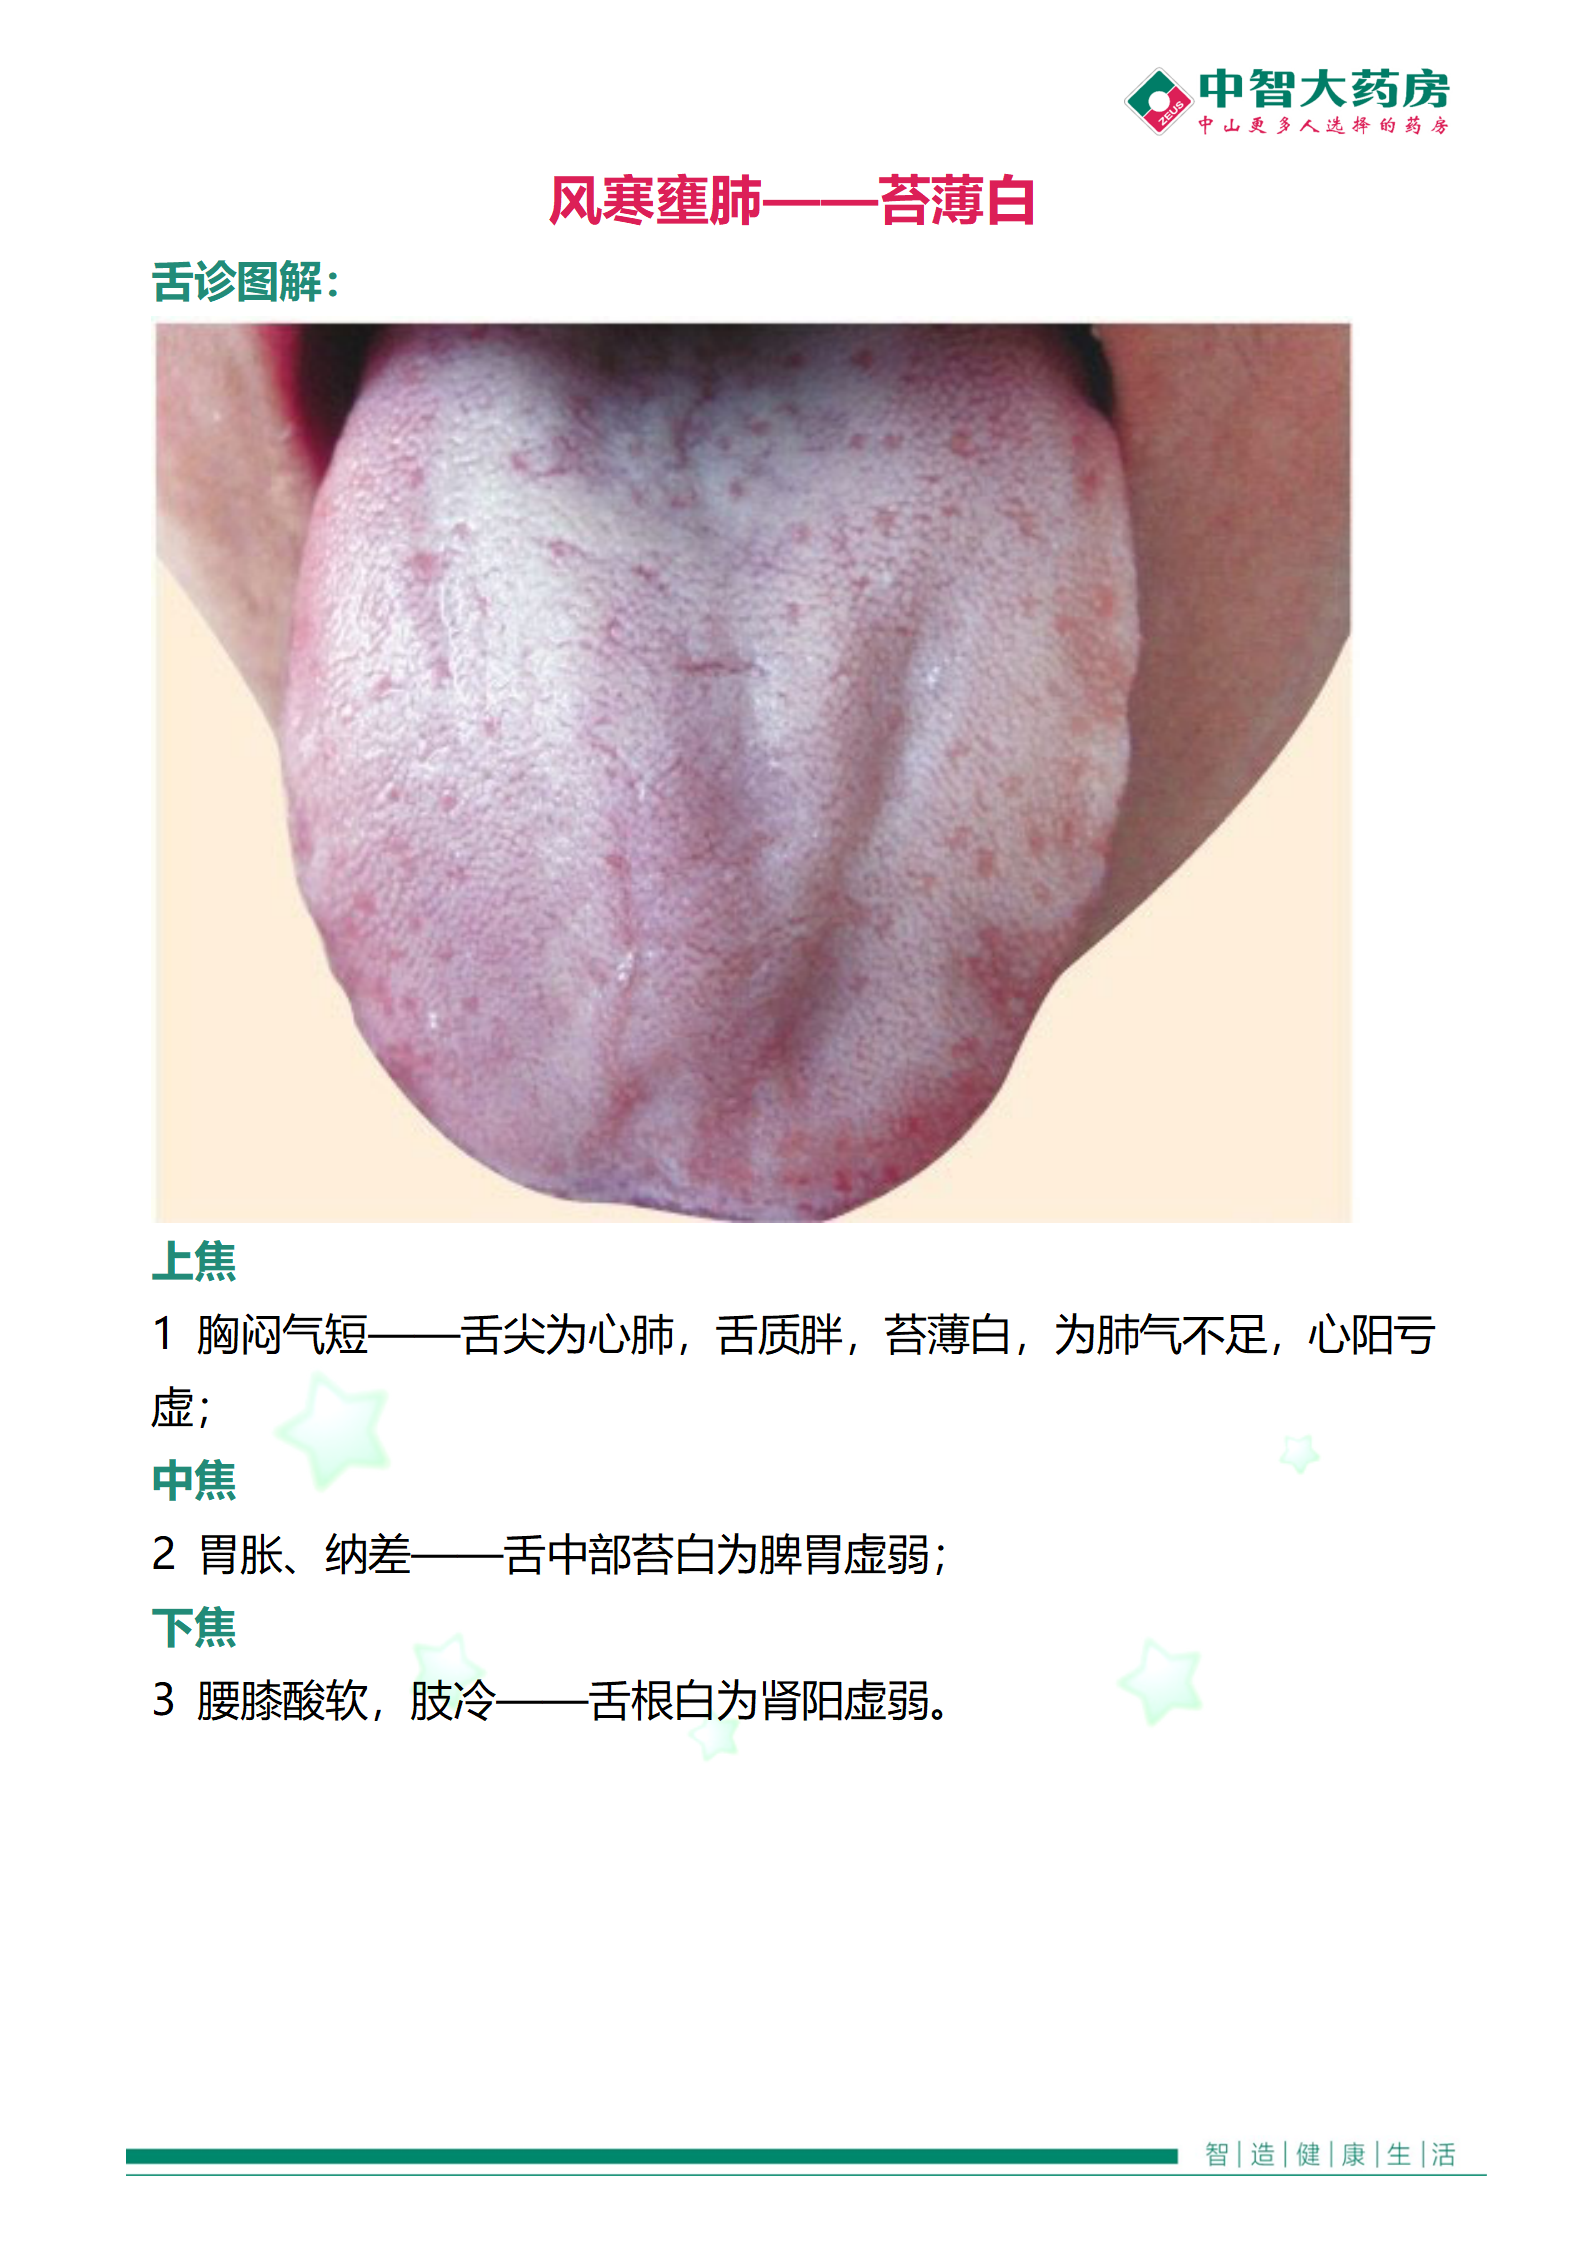 中智大药房
ZEUS
中山更多人选择的药房
风寒壅肺——苔薄白
舌诊图解：
上焦
1 胸闷气短——舌尖为心肺，舌质胖，苔薄白，为肺气不足，心阳亏
虚；
中焦
2 胃胀、纳差——舌中部苔白为脾胃虚弱；
下焦
3 腰膝酸软，肢冷——舌根白为肾阳虚弱。
智|造|健|康|生|活